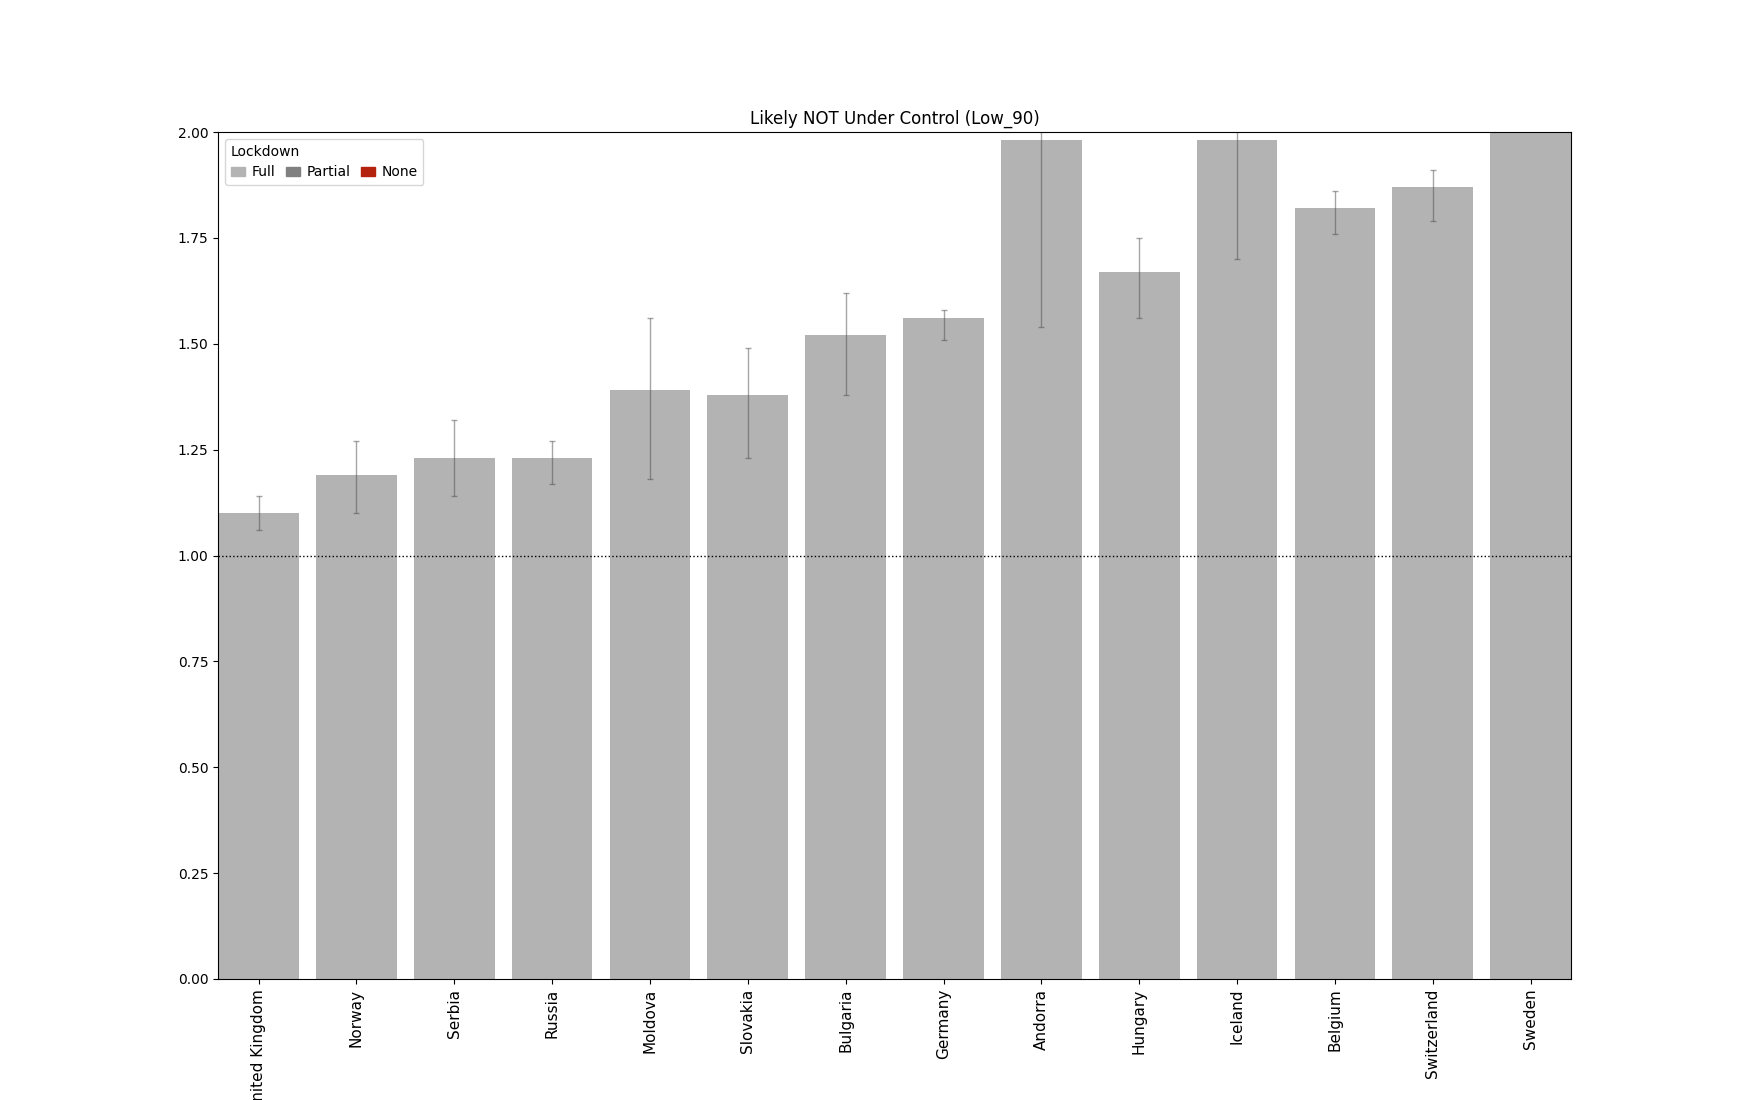 Likely NOT Under Control (Low_90)
Lockdown
Full Partial None
2.00
1.75
1.50
1.25
1.00
0.75
0.50
0.25
0.00
nited Kingdom
Norway
Serbia
Russia
Moldova
Slovakia
Bulgaria
Germany
Andorra
Hungary
Iceland
Belgium
Switzerland
Sweden